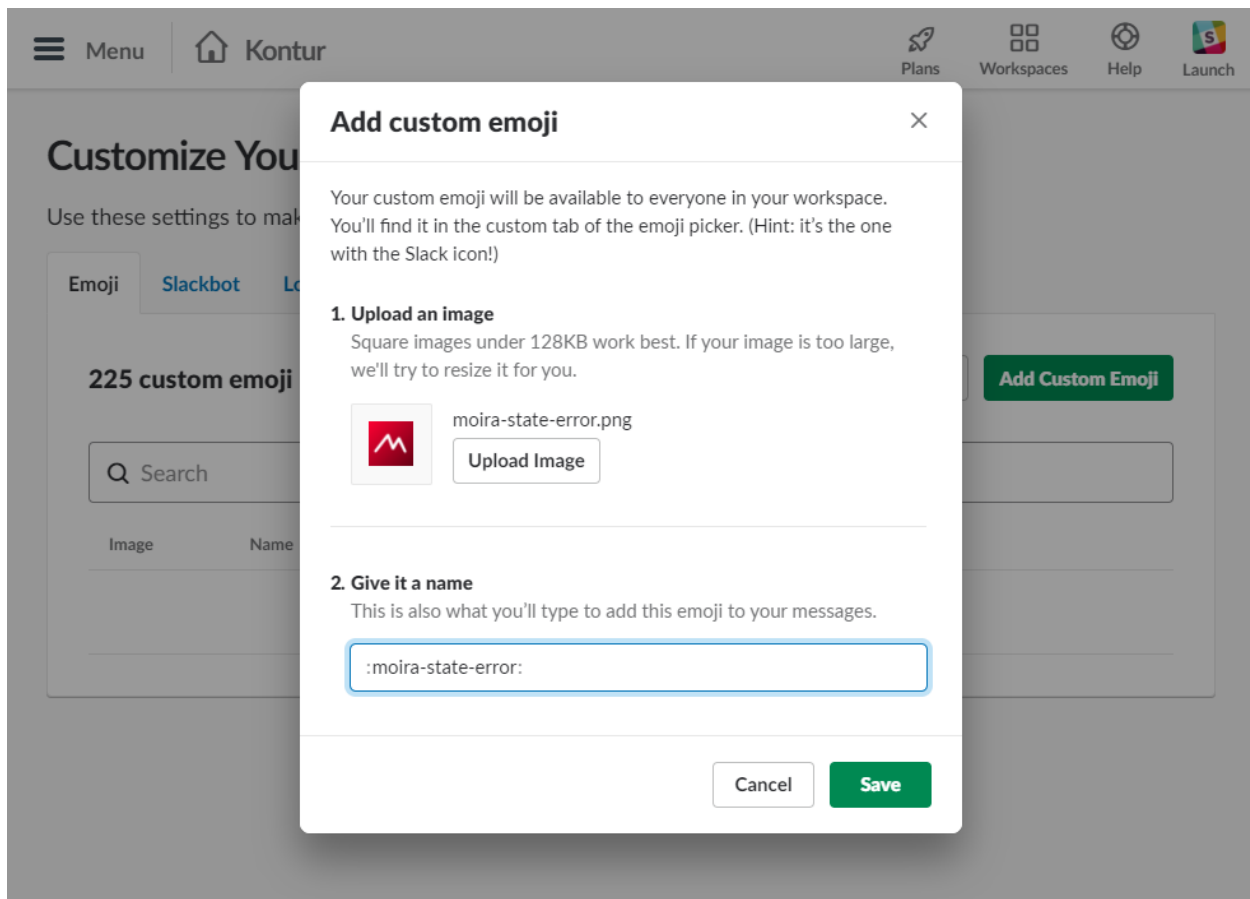 Menu
Kontur
Plans
Workspaces
Help
S
Launch
Customize You
Use these settings to mak
Emoji
Slackbot
Lo
225 custom emoji
Add Custom Emoji
Search
Image
Name
Add custom emoji
Your custom emoji will be available to everyone in your workspace.
You’ll find it in the custom tab of the emoji picker. (Hint: it’s the one
with the Slack icon!)
1. Upload an image
Square images under 128KB work best. If your image is too large,
we'll try to resize it for you.
moira-state-error.png
Upload Image
2. Give it a name
This is also what you’ll type to add this emoji to your messages.
:moira-state-error:
Cancel
Save